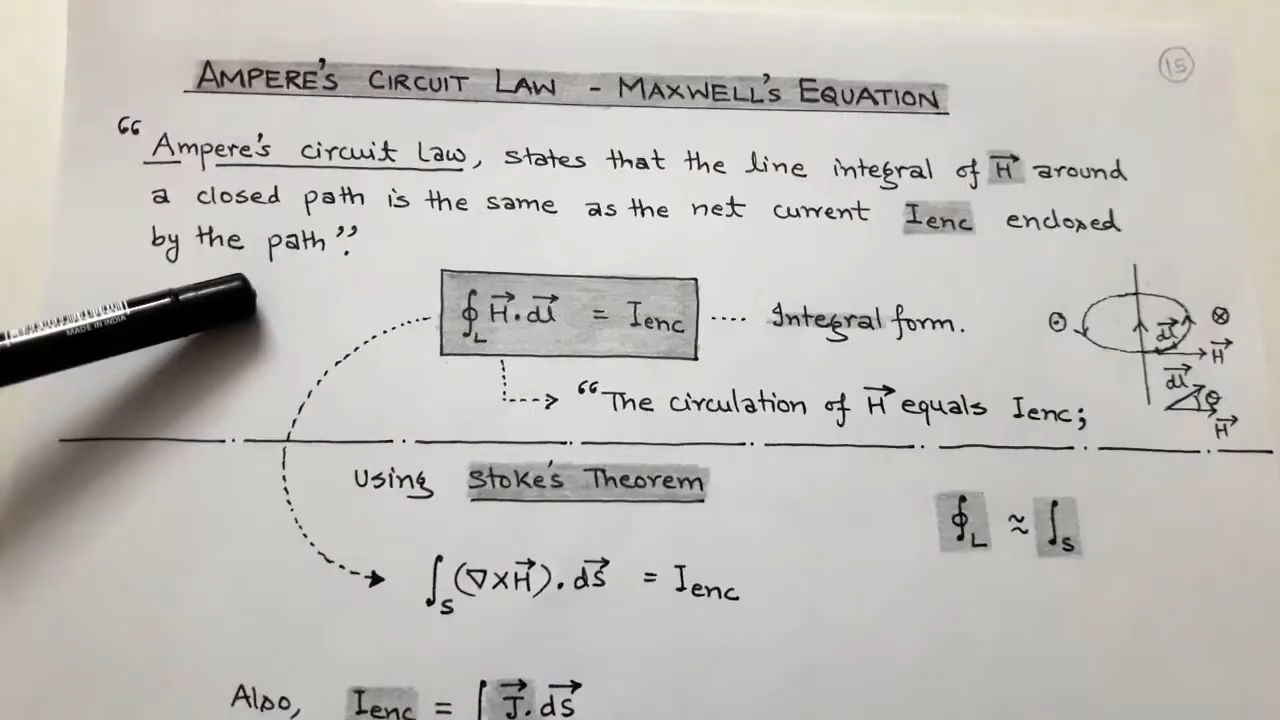 15
AMPERE'S CIRCUIT LAW - MAXWELL'S EQUATION
“Ampere's circuit law, states that the line integral of H⃗ around
a closed path is the same as the net current Ienc enclosed
by the path”.
MADE IN INDIA
∮L H⃗.dl⃗ = Ienc .... Integral form.
⊙ dl⃗ ⊗
H⃗
dl⃗ θ
H⃗
“The circulation of H⃗ equals Ienc;
Using Stoke's Theorem
∮L ≈ ∫s
∫s (∇×H⃗).ds⃗ = Ienc
Also, Ienc = ∫ J⃗.ds⃗